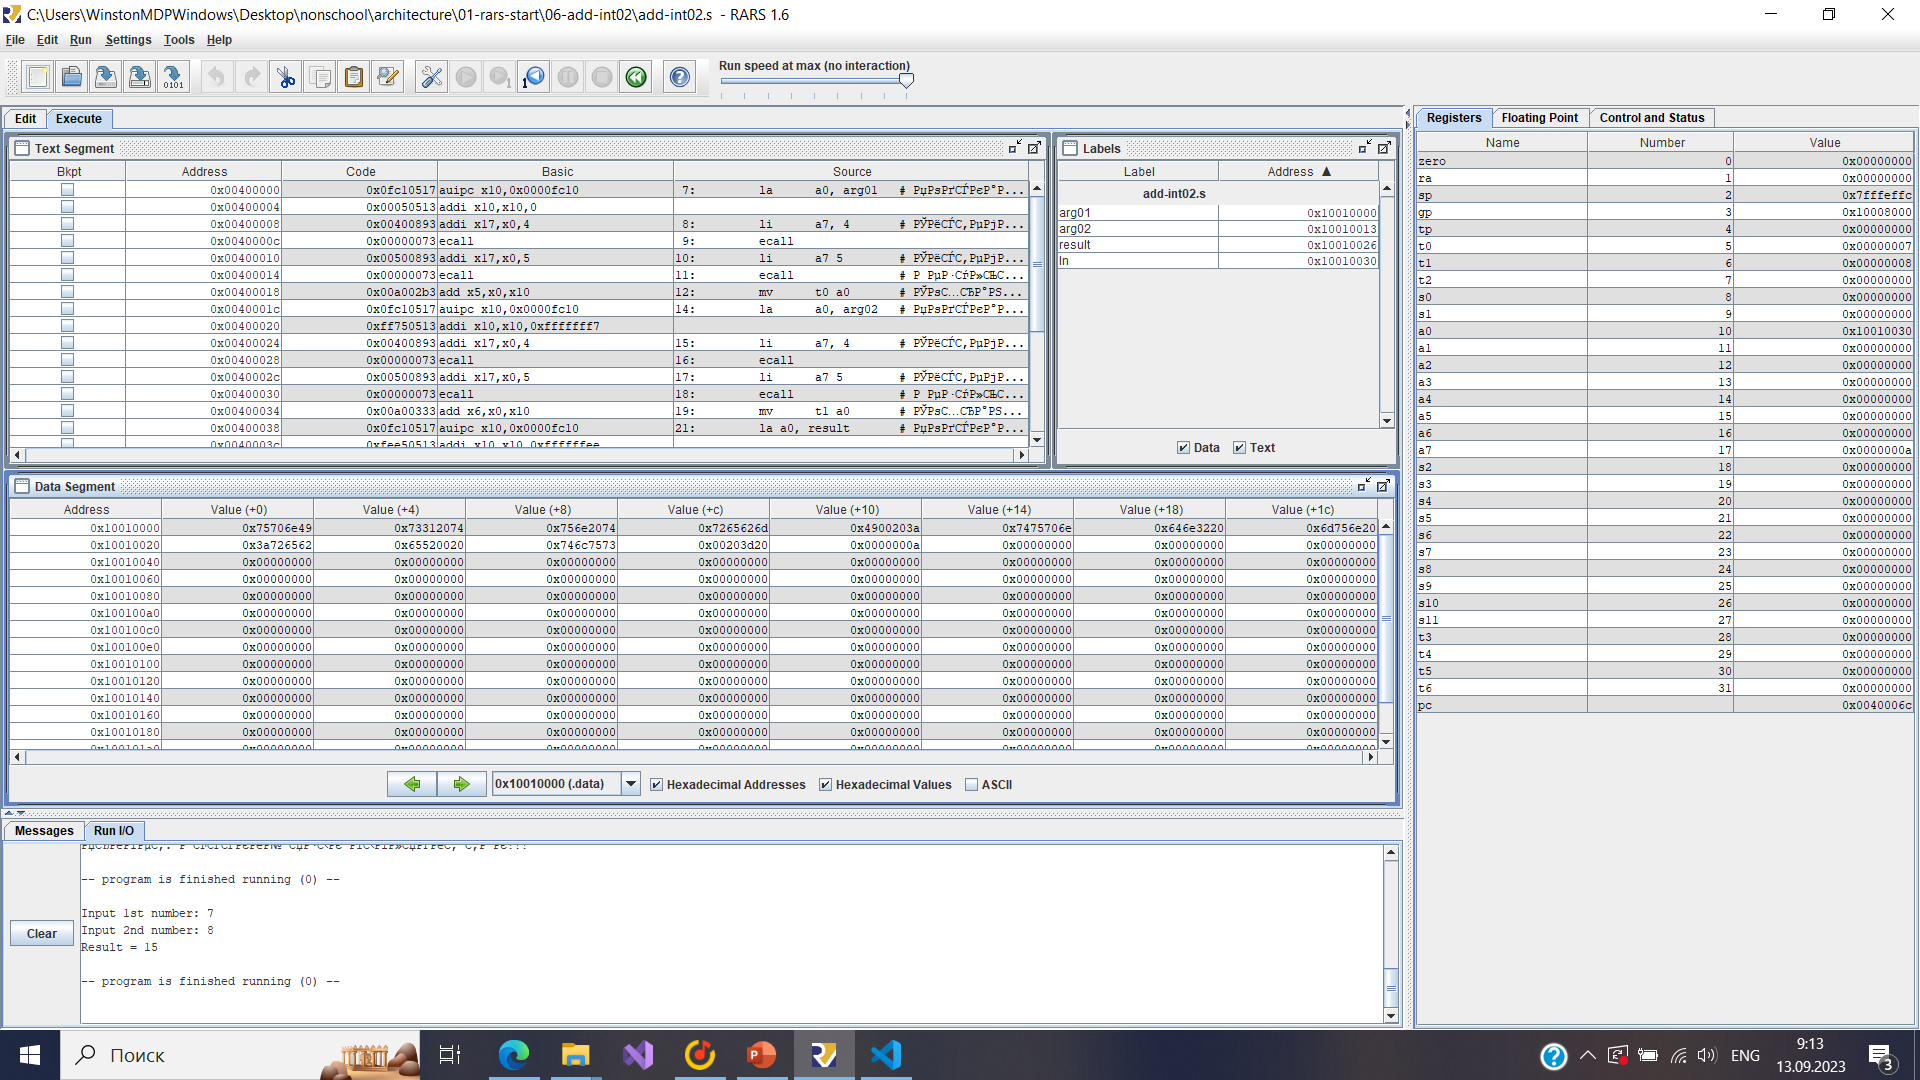 C:\Users\WinstonMDPWindows\Desktop\nonschool\architecture\01-rars-start\06-add-int02\add-int02.s - RARS 1.6
File Edit Run Settings Tools Help
Run speed at max (no interaction)
Edit Execute
Text Segment
Bkpt Address Code Basic Source
0x00400000 0x0fc10517 auipc x10,0x0000fc10 7: la a0, arg01 #
0x00400004 0x00050513 addi x10,x10,0
0x00400008 0x00400893 addi x17,x0,4 8: li a7, 4 #
0x0040000c 0x00000073 ecall 9: ecall
0x00400010 0x00500893 addi x17,x0,5 10: li a7 5 #
0x00400014 0x00000073 ecall 11: ecall #
0x00400018 0x00a002b3 add x5,x0,x10 12: mv t0 a0 #
0x0040001c 0x0fc10517 auipc x10,0x0000fc10 14: la a0, arg02 #
0x00400020 0xff750513 addi x10,x10,0xfffffff7
0x00400024 0x00400893 addi x17,x0,4 15: li a7, 4 #
0x00400028 0x00000073 ecall 16: ecall
0x0040002c 0x00500893 addi x17,x0,5 17: li a7 5 #
0x00400030 0x00000073 ecall 18: ecall #
0x00400034 0x00a00333 add x6,x0,x10 19: mv t1 a0 #
0x00400038 0x0fc10517 auipc x10,0x0000fc10 21: la a0, result #
0x0040003c 0xfee50513 addi x10,x10,0xffffffee
Labels
Label Address ▲
add-int02.s
arg01 0x10010000
arg02 0x10010013
result 0x10010026
ln 0x10010030
Data Text
Data Segment
Address Value (+0) Value (+4) Value (+8) Value (+c) Value (+10) Value (+14) Value (+18) Value (+1c)
0x10010000 0x75706e49 0x73312074 0x756e2074 0x7265626d 0x4900203a 0x7475706e 0x646e3220 0x6d756e20
0x10010020 0x3a726562 0x65520020 0x746c7573 0x00203d20 0x0000000a 0x00000000 0x00000000 0x00000000
0x10010040 0x00000000 0x00000000 0x00000000 0x00000000 0x00000000 0x00000000 0x00000000 0x00000000
0x10010060 0x00000000 0x00000000 0x00000000 0x00000000 0x00000000 0x00000000 0x00000000 0x00000000
0x10010080 0x00000000 0x00000000 0x00000000 0x00000000 0x00000000 0x00000000 0x00000000 0x00000000
0x100100a0 0x00000000 0x00000000 0x00000000 0x00000000 0x00000000 0x00000000 0x00000000 0x00000000
0x100100c0 0x00000000 0x00000000 0x00000000 0x00000000 0x00000000 0x00000000 0x00000000 0x00000000
0x100100e0 0x00000000 0x00000000 0x00000000 0x00000000 0x00000000 0x00000000 0x00000000 0x00000000
0x10010100 0x00000000 0x00000000 0x00000000 0x00000000 0x00000000 0x00000000 0x00000000 0x00000000
0x10010120 0x00000000 0x00000000 0x00000000 0x00000000 0x00000000 0x00000000 0x00000000 0x00000000
0x10010140 0x00000000 0x00000000 0x00000000 0x00000000 0x00000000 0x00000000 0x00000000 0x00000000
0x10010160 0x00000000 0x00000000 0x00000000 0x00000000 0x00000000 0x00000000 0x00000000 0x00000000
0x10010180 0x00000000 0x00000000 0x00000000 0x00000000 0x00000000 0x00000000 0x00000000 0x00000000
0x100101a0 0x00000000 0x00000000 0x00000000 0x00000000 0x00000000 0x00000000 0x00000000 0x00000000
0x10010000 (.data) Hexadecimal Addresses Hexadecimal Values ASCII
Messages Run I/O
-- program is finished running (0) --
Input 1st number: 7
Input 2nd number: 8
Result = 15
-- program is finished running (0) --
Clear
Registers Floating Point Control and Status
Name Number Value
zero 0 0x00000000
ra 1 0x00000000
sp 2 0x7fffeffc
gp 3 0x10008000
tp 4 0x00000000
t0 5 0x00000007
t1 6 0x00000008
t2 7 0x00000000
s0 8 0x00000000
s1 9 0x00000000
a0 10 0x10010030
a1 11 0x00000000
a2 12 0x00000000
a3 13 0x00000000
a4 14 0x00000000
a5 15 0x00000000
a6 16 0x00000000
a7 17 0x0000000a
s2 18 0x00000000
s3 19 0x00000000
s4 20 0x00000000
s5 21 0x00000000
s6 22 0x00000000
s7 23 0x00000000
s8 24 0x00000000
s9 25 0x00000000
s10 26 0x00000000
s11 27 0x00000000
t3 28 0x00000000
t4 29 0x00000000
t5 30 0x00000000
t6 31 0x00000000
pc 0x0040006c
Поиск
ENG
9:13
13.09.2023
3